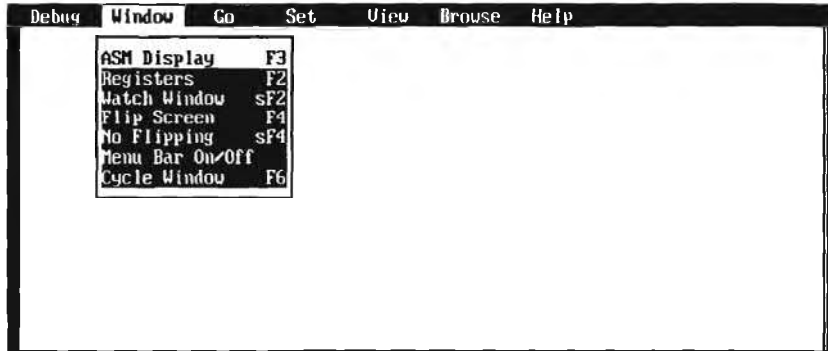 Debug Window Go Set View Browse Help
ASM Display F3
Registers F2
Watch Window sF2
Flip Screen F4
No Flipping sF4
Menu Bar On/Off
Cycle Window F6